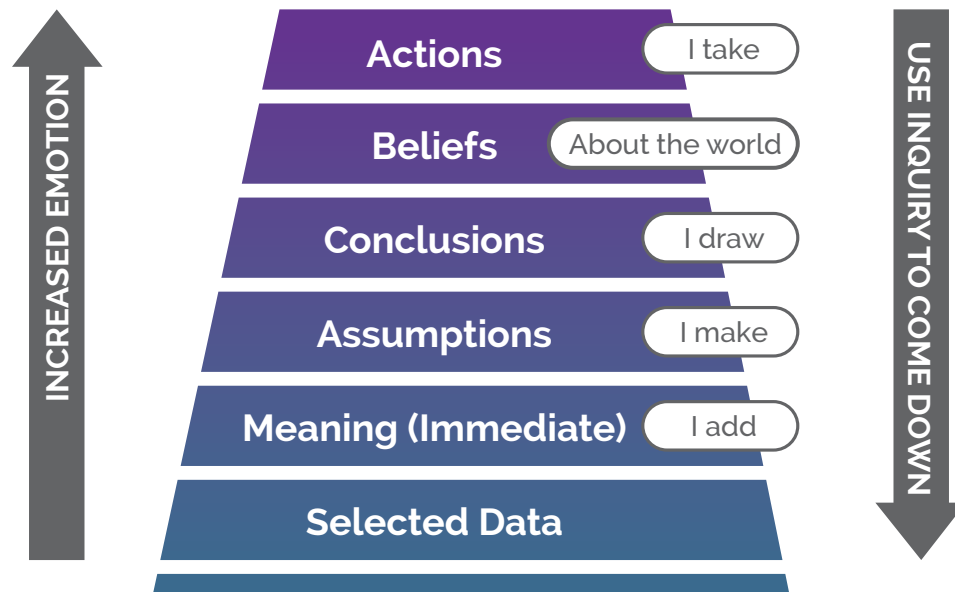 INCREASED EMOTION
Actions
I take
Beliefs
About the world
Conclusions
I draw
Assumptions
I make
Meaning (Immediate)
I add
Selected Data
USE INQUIRY TO COME DOWN